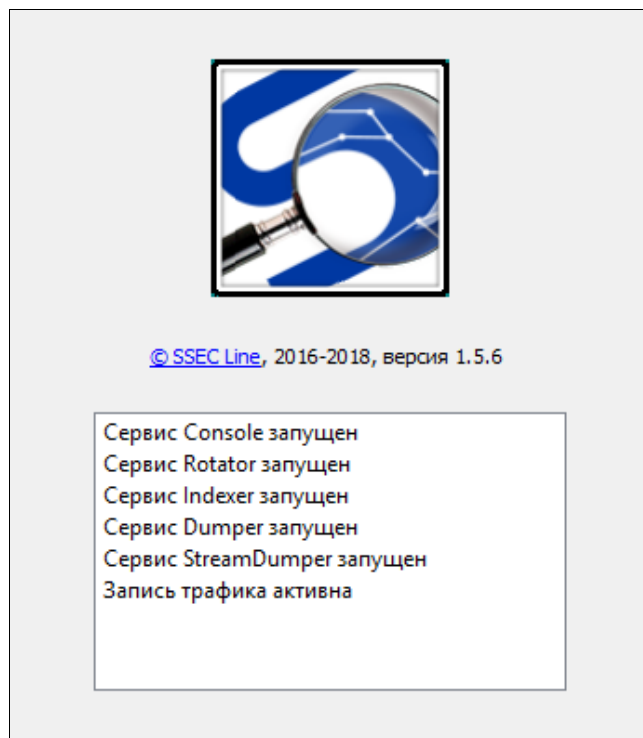 © SSEC Line, 2016-2018, версия 1.5.6
Сервис Console запущен
Сервис Rotator запущен
Сервис Indexer запущен
Сервис Dumper запущен
Сервис StreamDumper запущен
Запись трафика активна